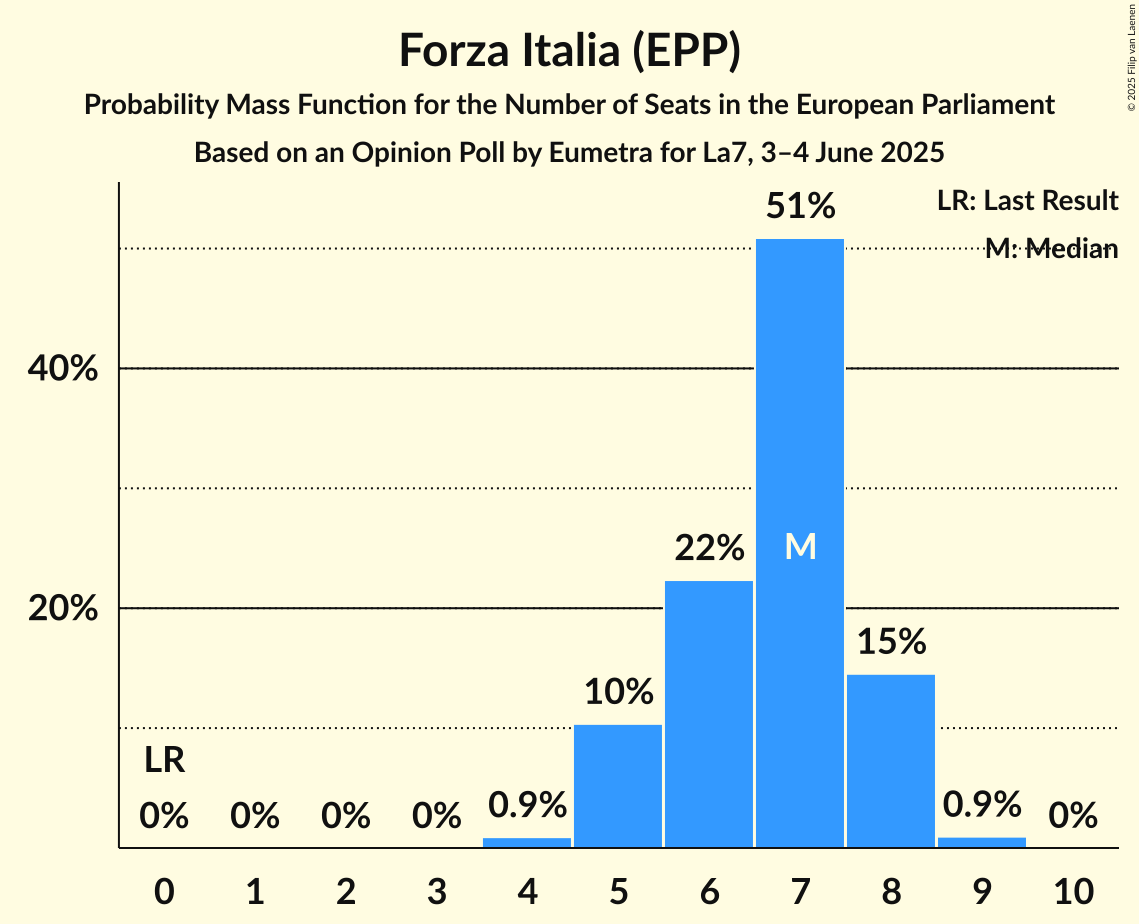 Forza Italia (EPP)
Probability Mass Function for the Number of Seats in the European Parliament
Based on an Opinion Poll by Eumetra for La7, 3–4 June 2025
© 2025 Filip van Laenen
LR: Last Result
M: Median
51%
40%
22%
M
20%
15%
10%
LR
0%
0%
0%
0%
0.9%
0.9%
0%
0 1 2 3 4 5 6 7 8 9 10